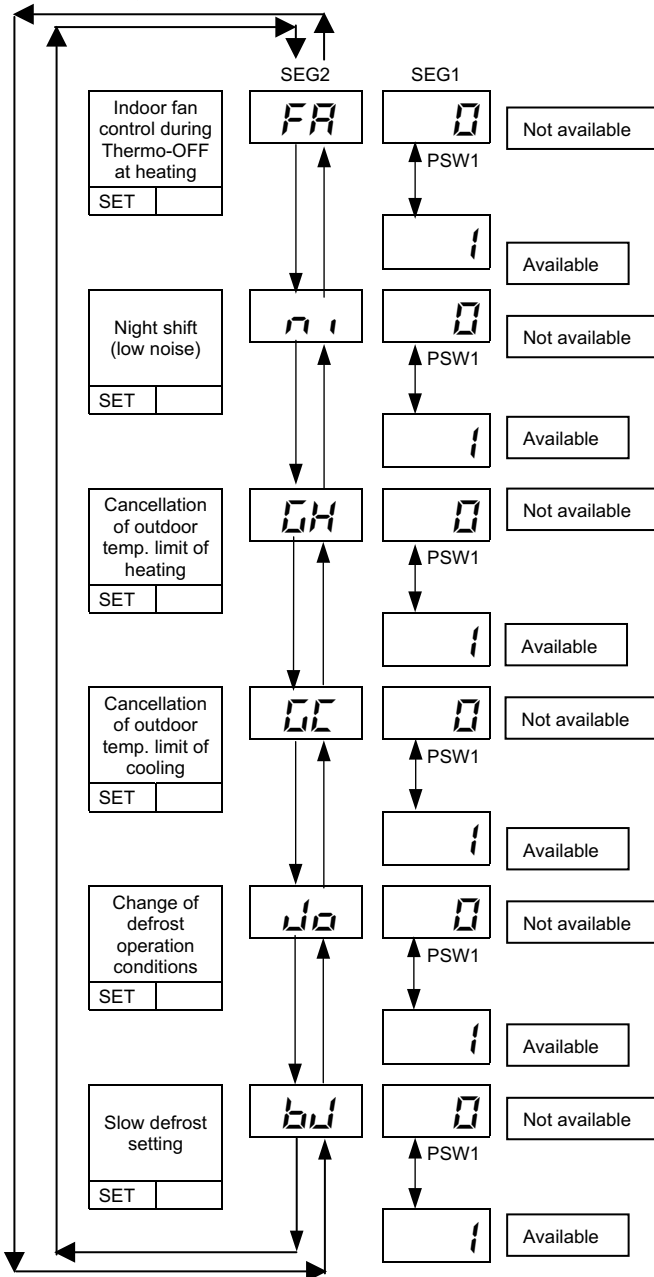 SEG2 SEG1
Indoor fan
control during
Thermo-OFF
at heating
SET
FA
0
Not available
PSW1
1
Available
Night shift
(low noise)
SET
ni
0
Not available
PSW1
1
Available
Cancellation
of outdoor
temp. limit of
heating
SET
GH
0
Not available
PSW1
1
Available
Cancellation
of outdoor
temp. limit of
cooling
SET
GC
0
Not available
PSW1
1
Available
Change of
defrost
operation
conditions
SET
Jo
0
Not available
PSW1
1
Available
Slow defrost
setting
SET
bJ
0
Not available
PSW1
1
Available